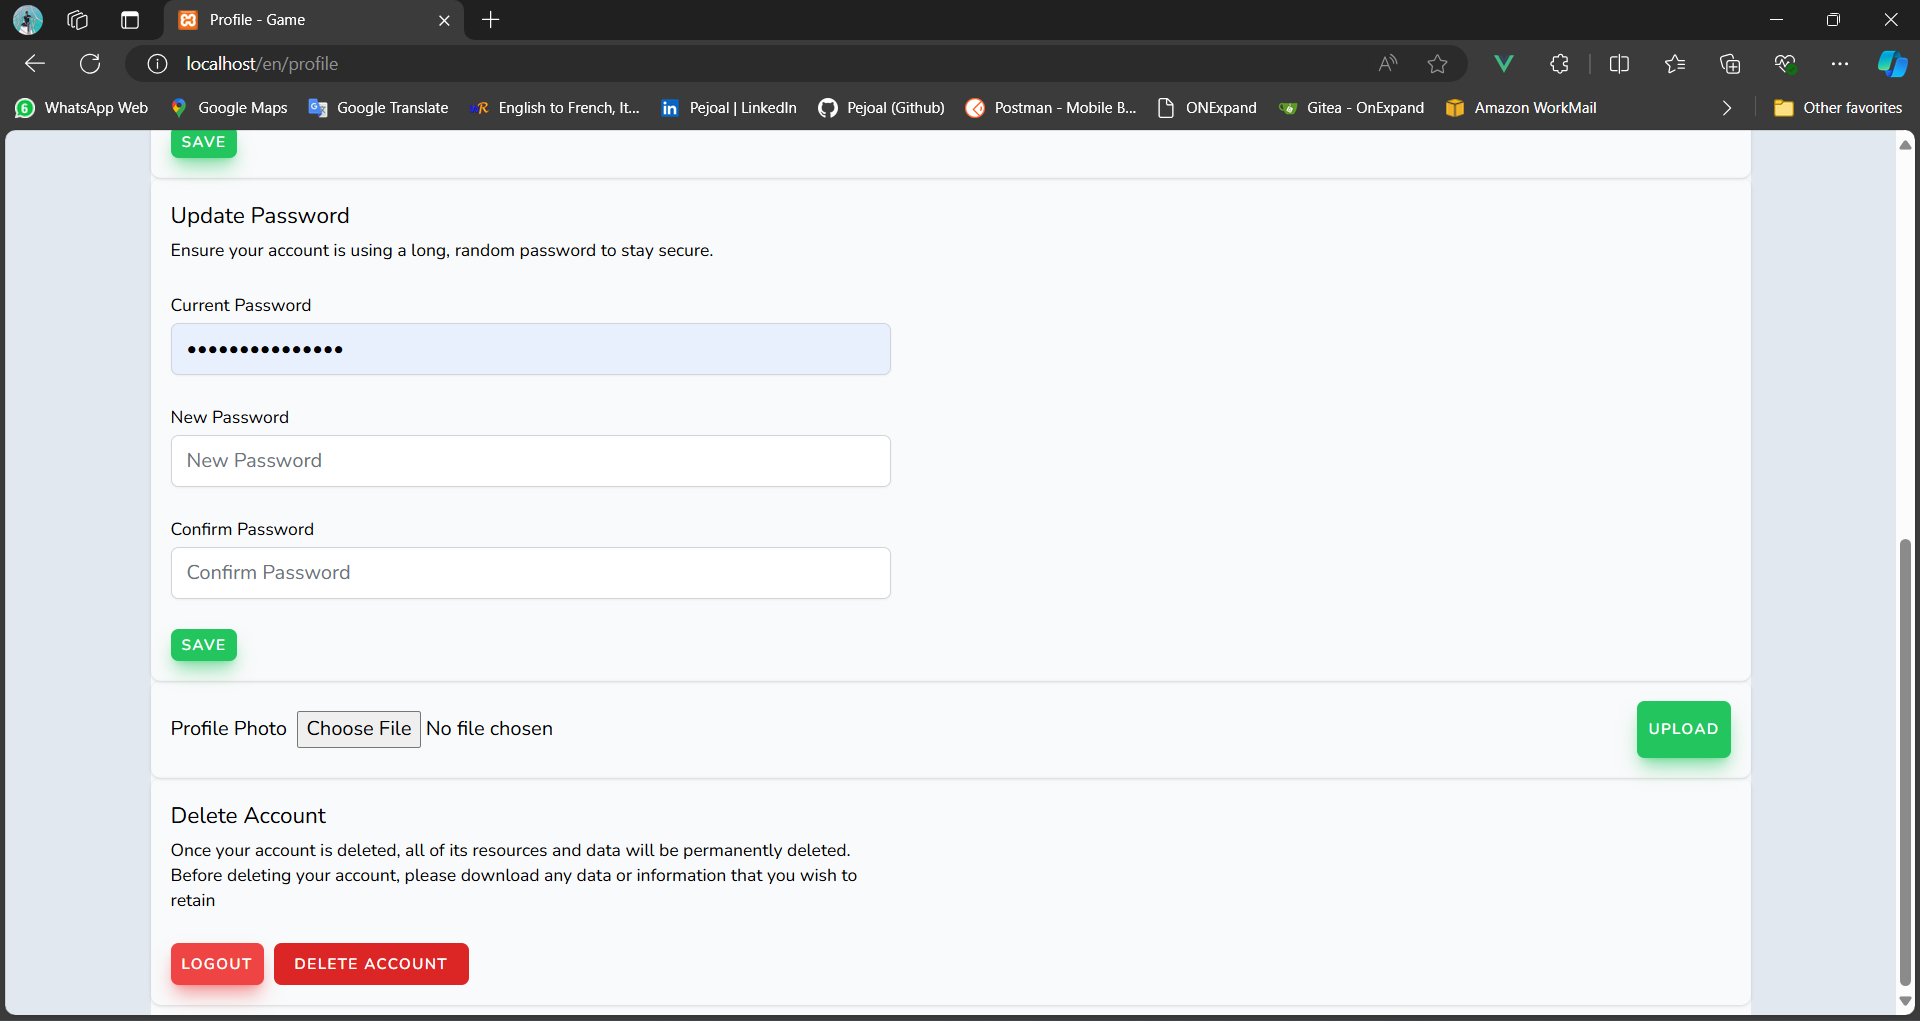 Profile - Game
localhost/en/profile
WhatsApp Web Google Maps Google Translate English to French, It... Pejoal | LinkedIn Pejoal (Github) Postman - Mobile B... ONExpand Gitea - OnExpand Amazon WorkMail Other favorites
SAVE
Update Password
Ensure your account is using a long, random password to stay secure.
Current Password
•••••••••••••••
New Password
New Password
Confirm Password
Confirm Password
SAVE
Profile Photo Choose File No file chosen UPLOAD
Delete Account
Once your account is deleted, all of its resources and data will be permanently deleted.
Before deleting your account, please download any data or information that you wish to
retain
LOGOUT DELETE ACCOUNT